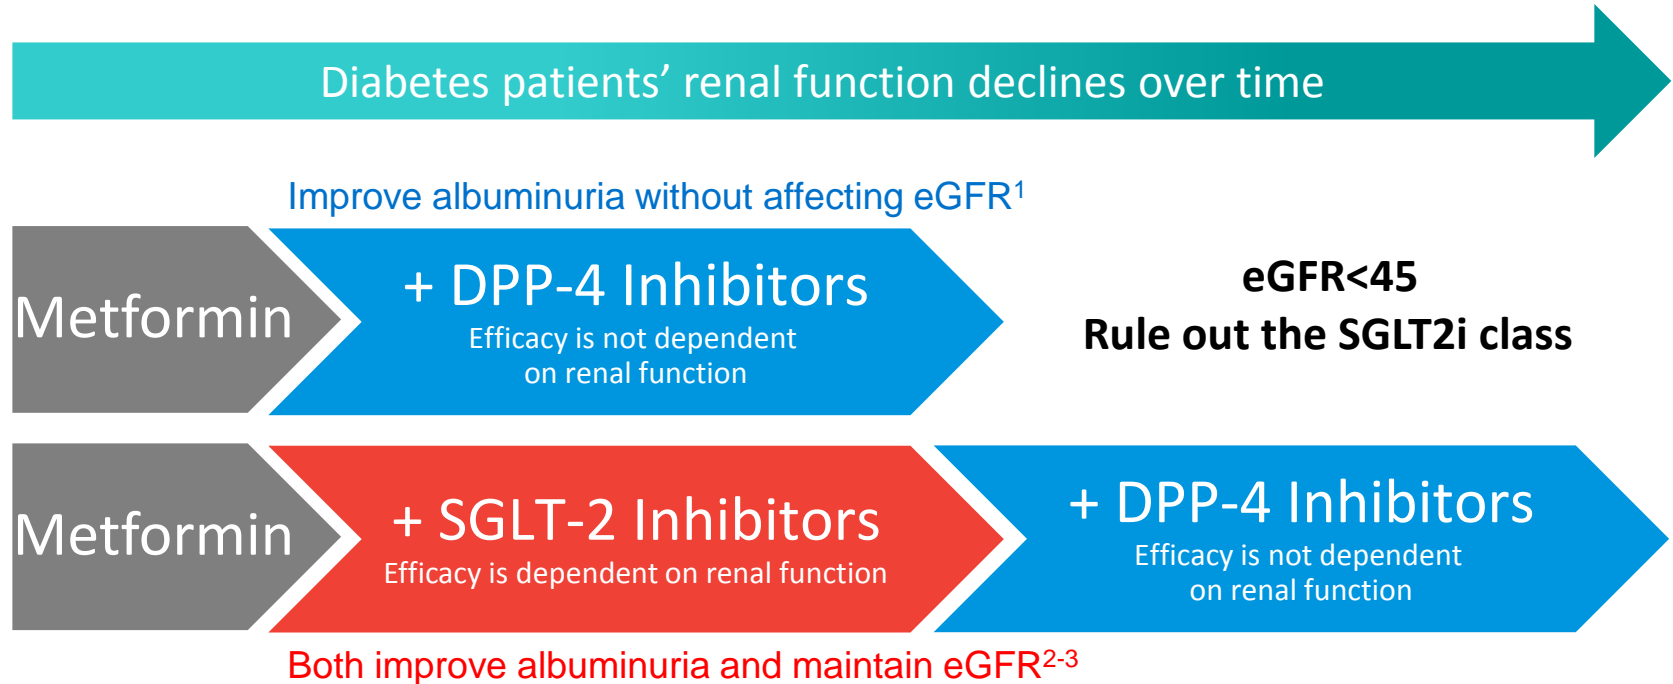 Diabetes patients’ renal function declines over time
Improve albuminuria without affecting eGFR¹
Metformin
+ DPP-4 Inhibitors
Efficacy is not dependent
on renal function
eGFR<45
Rule out the SGLT2i class
Metformin
+ SGLT-2 Inhibitors
Efficacy is dependent on renal function
+ DPP-4 Inhibitors
Efficacy is not dependent
on renal function
Both improve albuminuria and maintain eGFR²⁻³